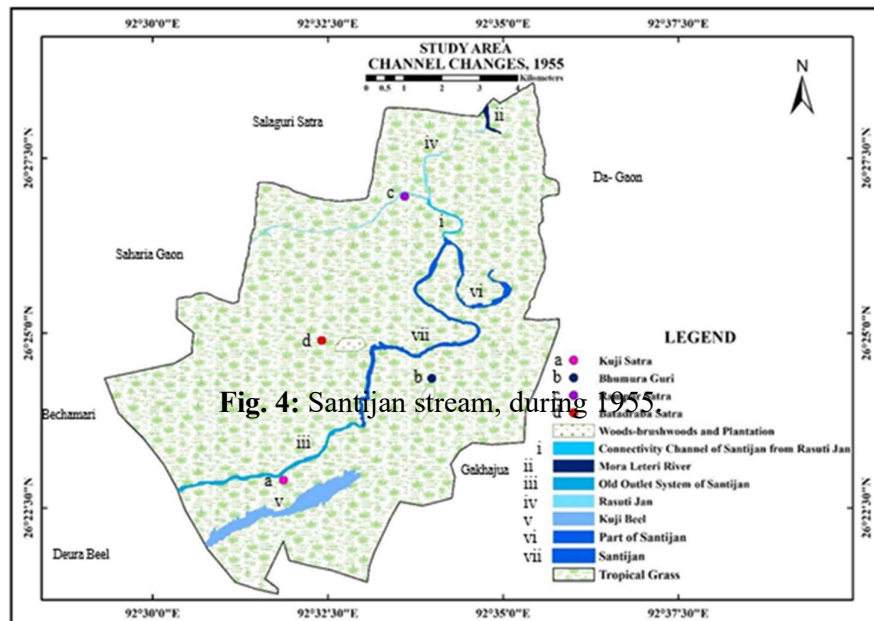 92°30'0"E 92°32'30"E 92°35'0"E 92°37'30"E
STUDY AREA
CHANNEL CHANGES, 1955
Kilometers
0 0.5 1 2 3 4
N
26°27'30"N
26°27'30"N
26°25'0"N
26°25'0"N
26°22'30"N
26°22'30"N
Salaguri Satra
ii
iv
Da- Gaon
c
i
Saharia Gaon
vi
d
vii
b
Bechamari
iii
a
v
Gakhajua
Deura Beel
LEGEND
a Kuji Satra
b Bhumura Guri
Satra
Batadraba Satra
Fig. 4: Santijan stream, during 1955.
Woods-brushwoods and Plantation
i Connectivity Channel of Santijan from Rasuti Jan
ii Mora Leteri River
iii Old Outlet System of Santijan
iv Rasuti Jan
v Kuji Beel
vi Part of Santijan
vii Santijan
Tropical Grass
92°30'0"E 92°32'30"E 92°35'0"E 92°37'30"E